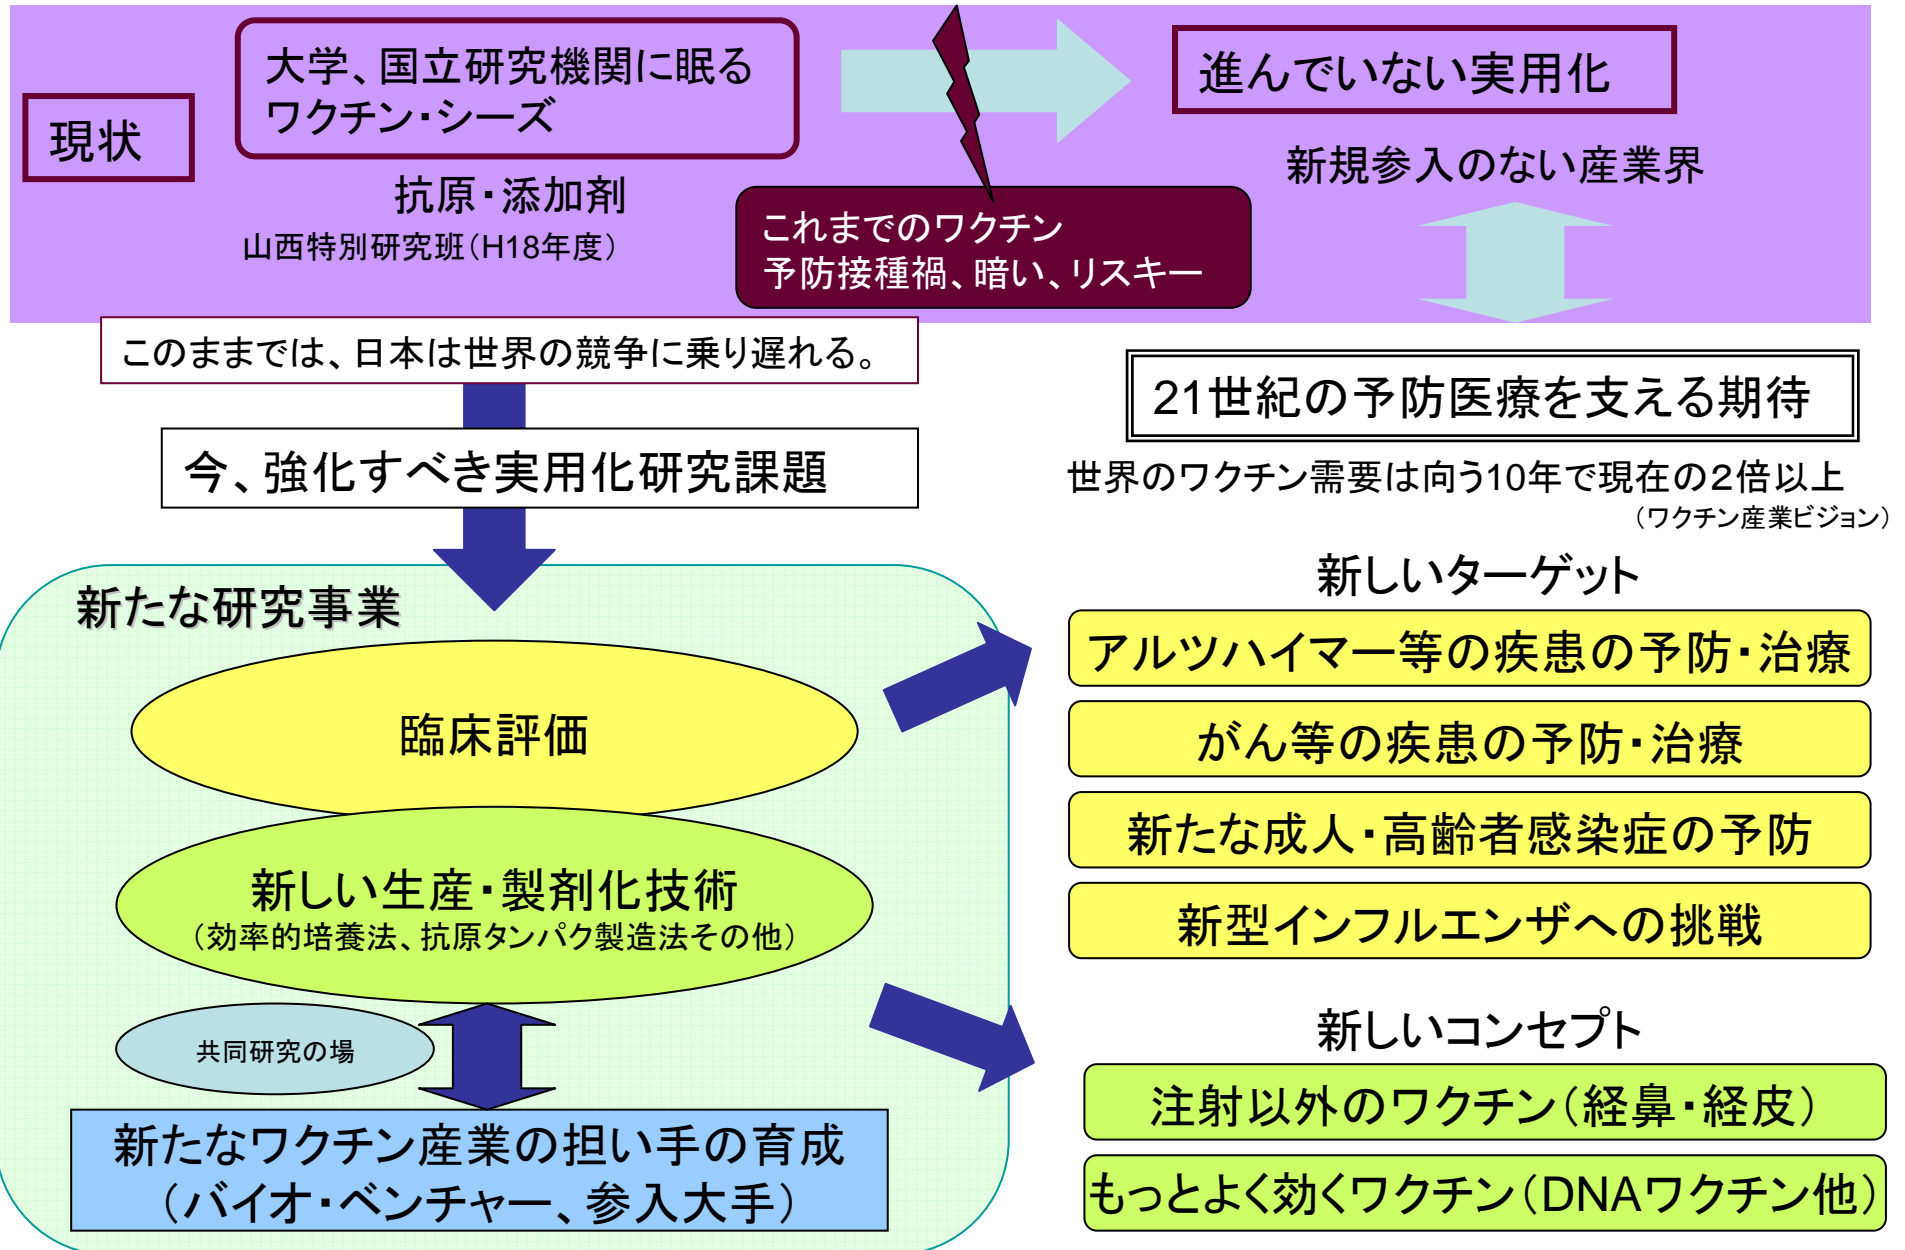 現状
大学、国立研究機関に眠る
ワクチン・シーズ
抗原・添加剤
山西特別研究班（H18年度）
これまでのワクチン
予防接種禍、暗い、リスキー
進んでいない実用化
新規参入のない産業界
このままでは、日本は世界の競争に乗り遅れる。
今、強化すべき実用化研究課題
21世紀の予防医療を支える期待
世界のワクチン需要は向う10年で現在の２倍以上
（ワクチン産業ビジョン）
新たな研究事業
臨床評価
新しい生産・製剤化技術
（効率的培養法、抗原タンパク製造法その他）
共同研究の場
新たなワクチン産業の担い手の育成
（バイオ・ベンチャー、参入大手）
新しいターゲット
アルツハイマー等の疾患の予防・治療
がん等の疾患の予防・治療
新たな成人・高齢者感染症の予防
新型インフルエンザへの挑戦
新しいコンセプト
注射以外のワクチン（経鼻・経皮）
もっとよく効くワクチン（DNAワクチン他）